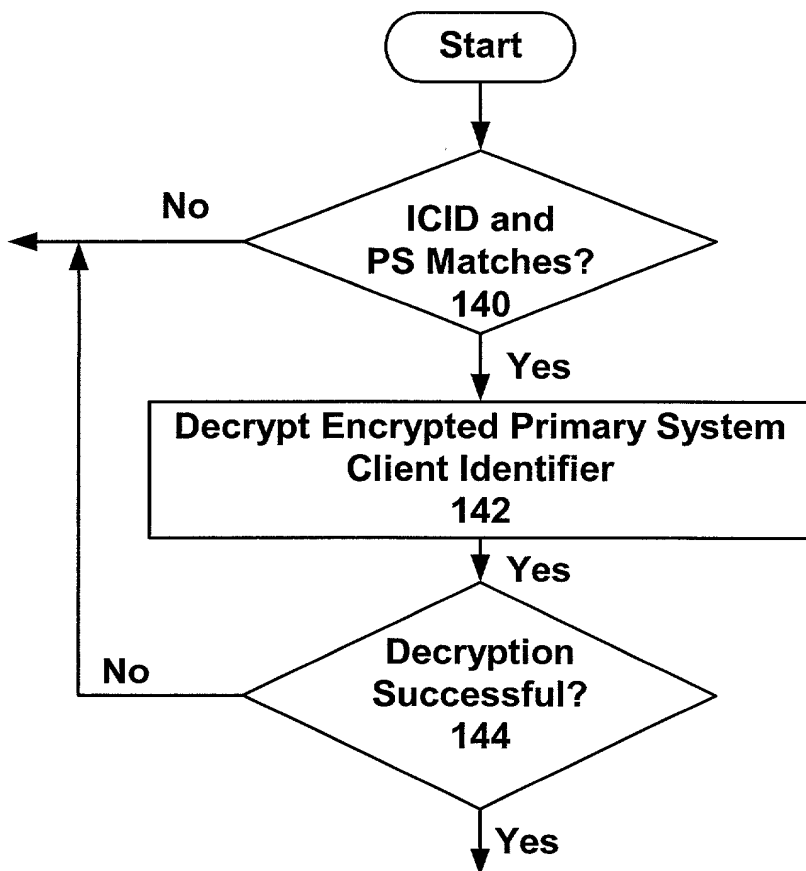 Start
No
ICID and
PS Matches?
140
Yes
Decrypt Encrypted Primary System
Client Identifier
142
Yes
No
Decryption
Successful?
144
Yes